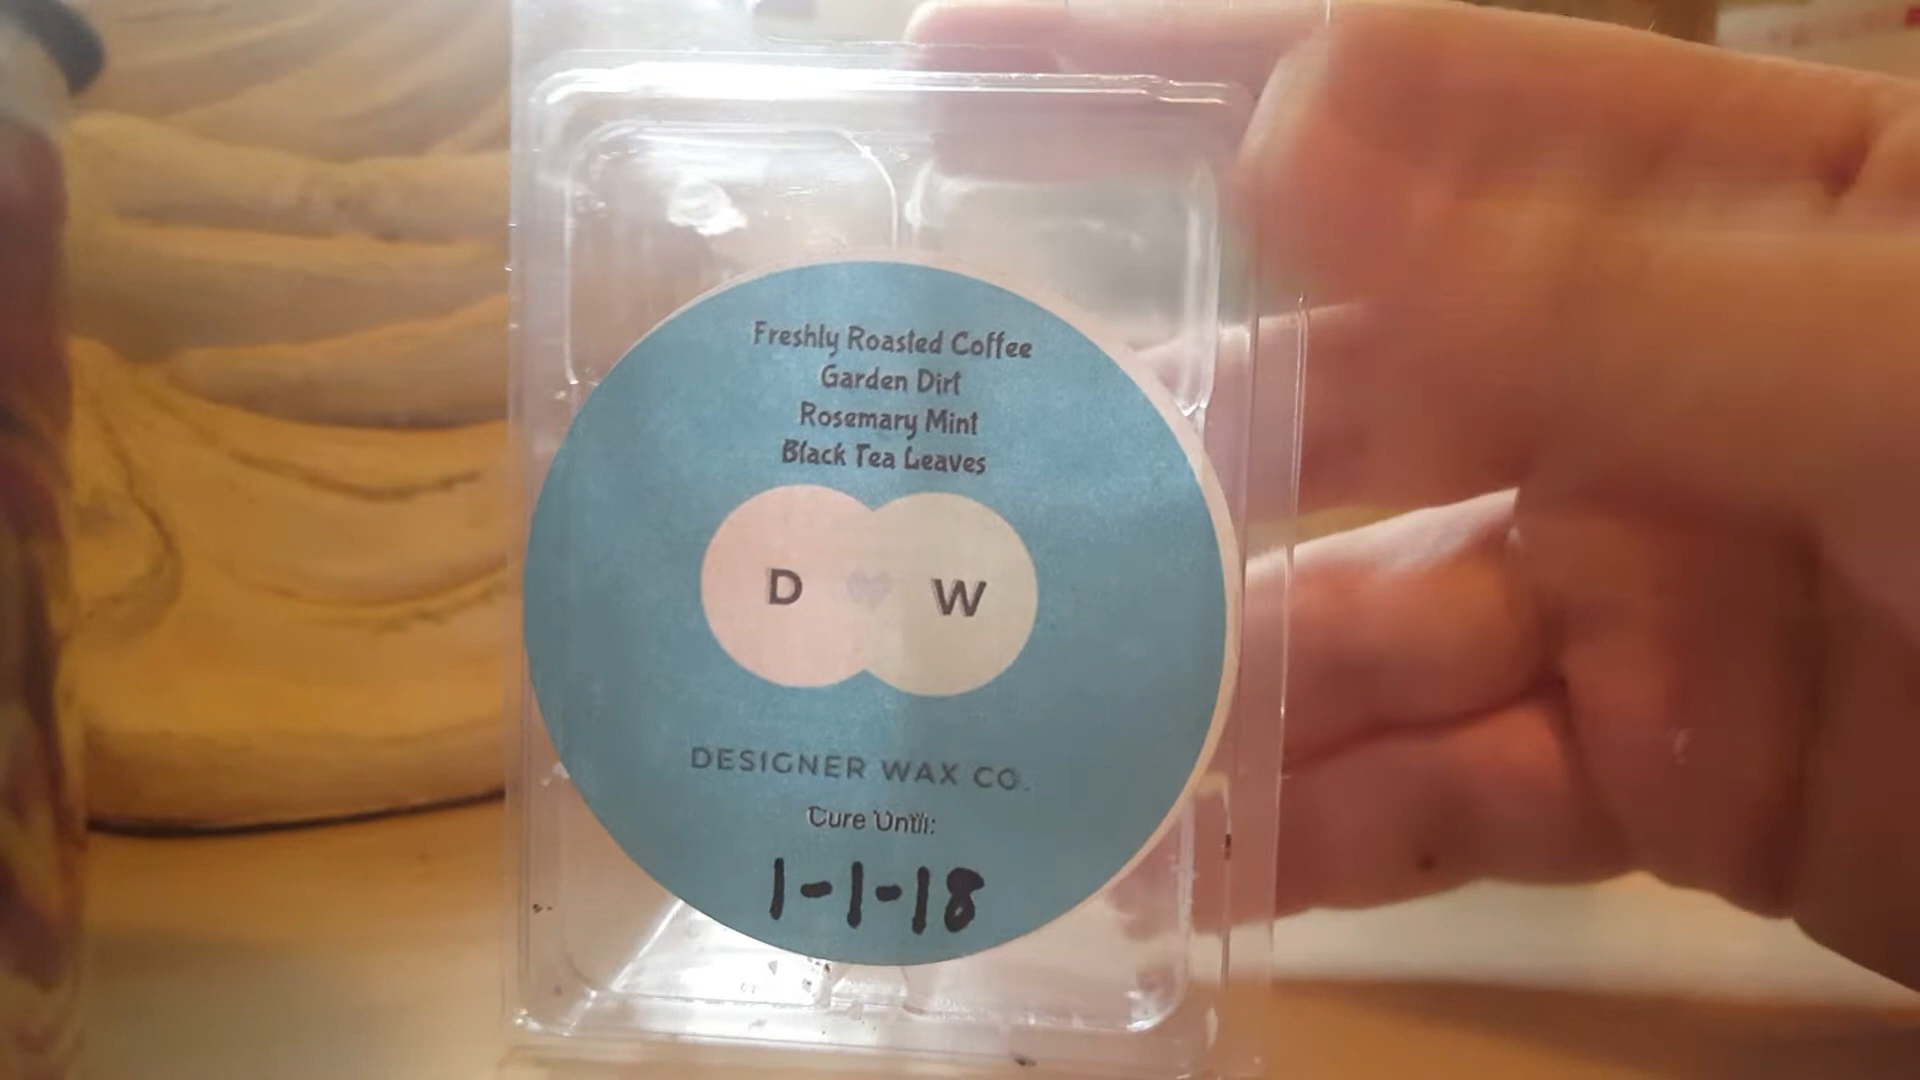 Freshly Roasted Coffee
Garden Dirt
Rosemary Mint
Black Tea Leaves
D W
DESIGNER WAX CO.
Cure Until:
1-1-18